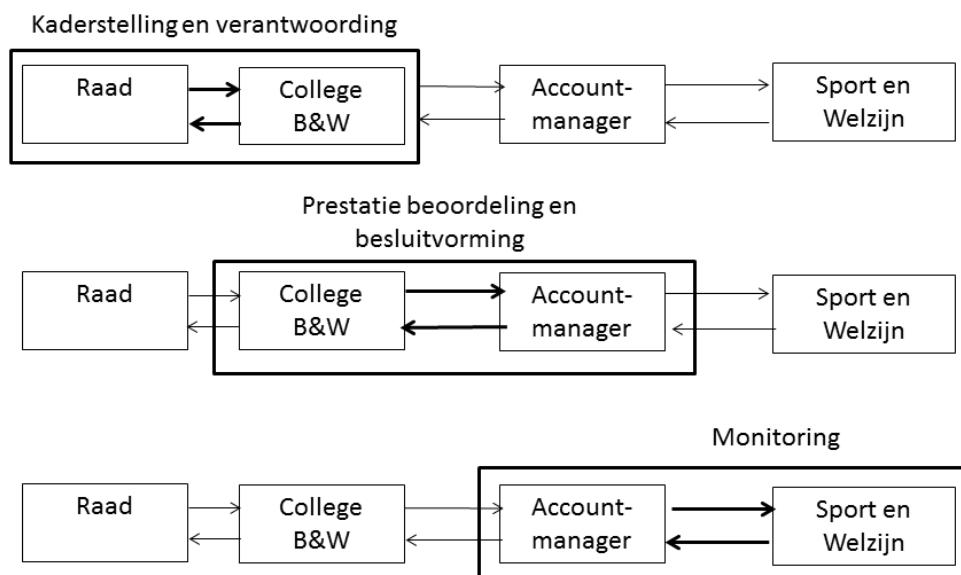 Kaderstelling en verantwoording
Raad
College
B&W
Account-
manager
Sport en
Welzijn
Prestatie beoordeling en
besluitvorming
Raad
College
B&W
Account-
manager
Sport en
Welzijn
Monitoring
Raad
College
B&W
Account-
manager
Sport en
Welzijn